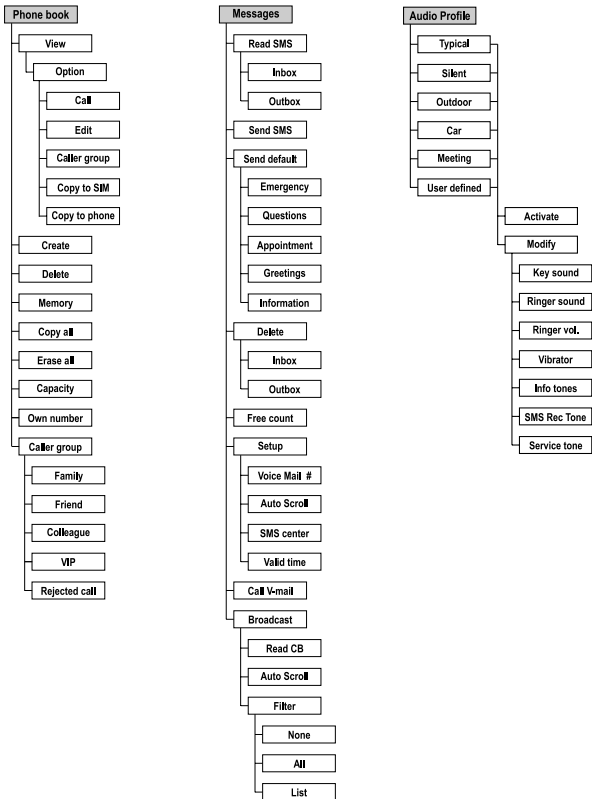 Phone book
View
Option
Call
Edit
Caller group
Copy to SIM
Copy to phone
Create
Delete
Memory
Copy all
Erase all
Capacity
Own number
Caller group
Family
Friend
Colleague
VIP
Rejected call
Messages
Read SMS
Inbox
Outbox
Send SMS
Send default
Emergency
Questions
Appointment
Greetings
Information
Delete
Inbox
Outbox
Free count
Setup
Voice Mail #
Auto Scroll
SMS center
Valid time
Call V-mail
Broadcast
Read CB
Auto Scroll
Filter
None
All
List
Audio Profile
Typical
Silent
Outdoor
Car
Meeting
User defined
Activate
Modify
Key sound
Ringer sound
Ringer vol.
Vibrator
Info tones
SMS Rec Tone
Service tone